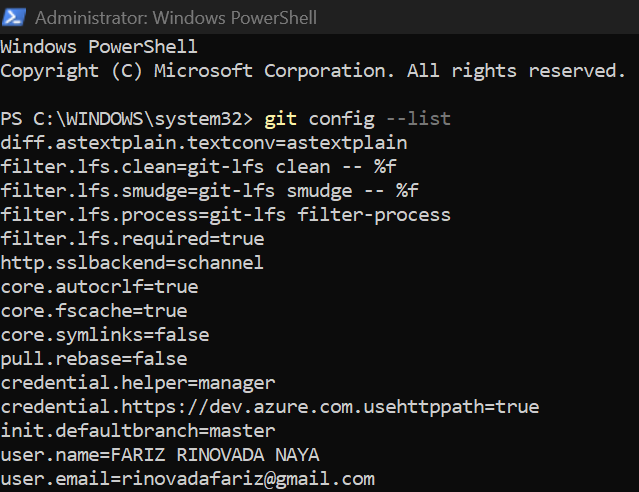 Administrator: Windows PowerShell
Windows PowerShell
Copyright (C) Microsoft Corporation. All rights reserved.
PS C:\WINDOWS\system32> git config --list
diff.astextplain.textconv=astextplain
filter.lfs.clean=git-lfs clean -- %f
filter.lfs.smudge=git-lfs smudge -- %f
filter.lfs.process=git-lfs filter-process
filter.lfs.required=true
http.sslbackend=schannel
core.autocrlf=true
core.fscache=true
core.symlinks=false
pull.rebase=false
credential.helper=manager
credential.https://dev.azure.com.usehttppath=true
init.defaultbranch=master
user.name=FARIZ RINOVADA NAYA
user.email=rinovadafariz@gmail.com